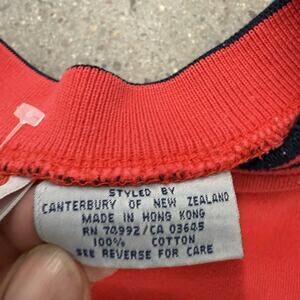 STYLED BY
CANTERBURY OF NEW ZEALAND
MADE IN HONG KONG
RN 74992/CA 03645
100% COTTON
SEE REVERSE FOR CARE